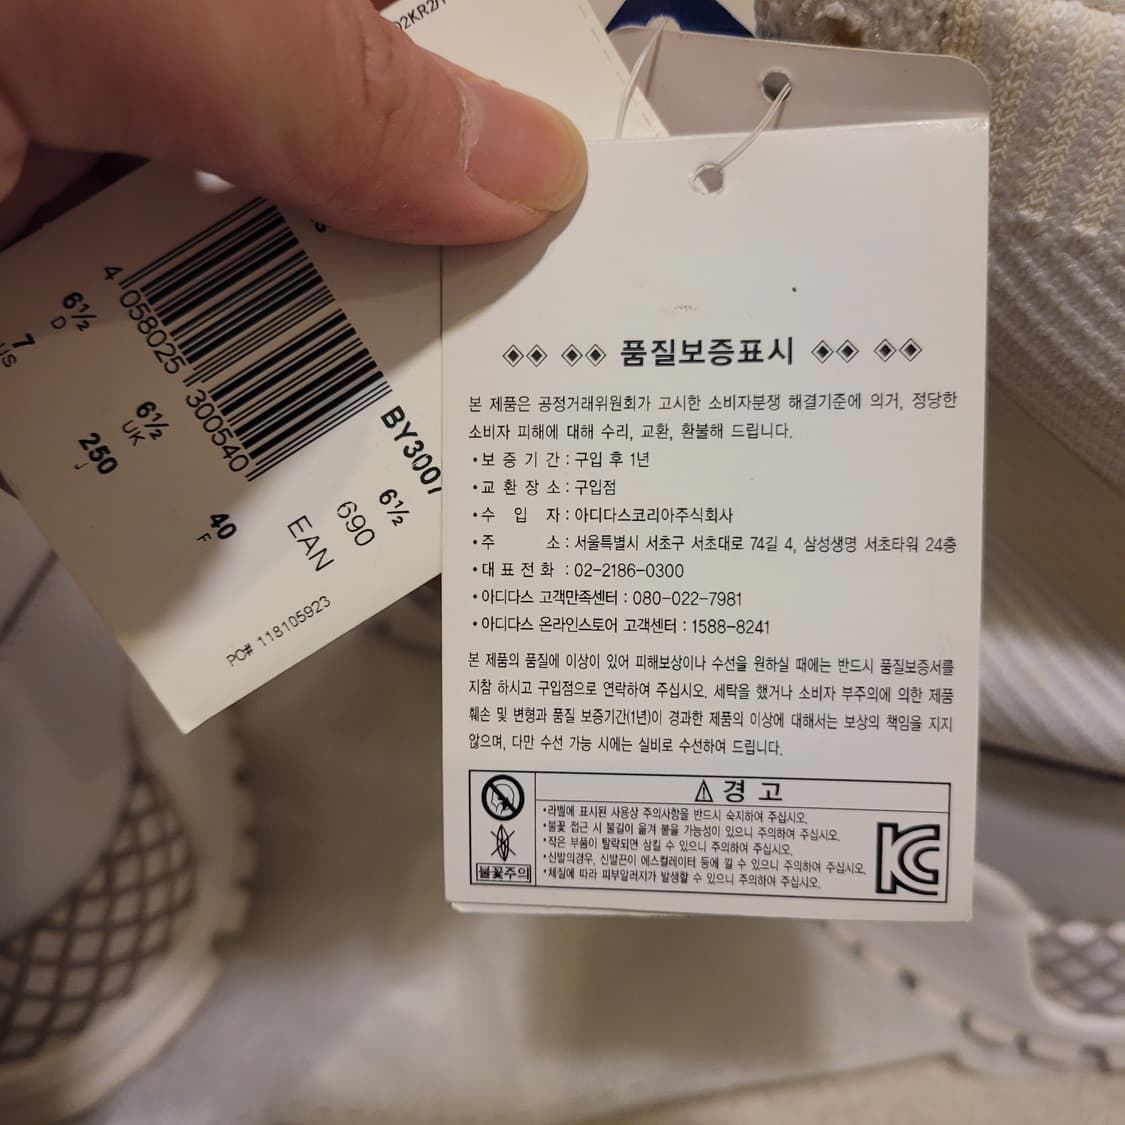 품질보증표시
본 제품은 공정거래위원회가 고시한 소비자분쟁 해결기준에 의거, 정당한
소비자 피해에 대해 수리, 교환, 환불해 드립니다.
•보 증 기 간 : 구입 후 1년
•교 환 장 소 : 구입점
•수 입 자 : 아디다스코리아주식회사
•주 소 : 서울특별시 서초구 서초대로 74길 4, 삼성생명 서초타워 24층
•대 표 전 화 : 02-2186-0300
•아디다스 고객만족센터 : 080-022-7981
•아디다스 온라인스토어 고객센터 : 1588-8241
본 제품의 품질에 이상이 있어 피해보상이나 수선을 원하실 때에는 반드시 품질보증서를
지참 하시고 구입점으로 연락하여 주십시오. 세탁을 했거나 소비자 부주의에 의한 제품
훼손 및 변형과 품질 보증기간(1년)이 경과한 제품의 이상에 대해서는 보상의 책임을 지지
않으며, 다만 수선 가능 시에는 실비로 수선하여 드립니다.
⚠ 경 고
•라벨에 표시된 사용상 주의사항을 반드시 숙지하여 주십시오.
•불꽃 접근 시 불길이 옮겨 붙을 가능성이 있으니 주의하여 주십시오.
•작은 부품이 탈락되면 삼킬 수 있으니 주의하여 주십시오.
•신발의경우, 신발끈이 에스컬레이터 등에 낄 수 있으니 주의하여 주십시오.
•체질에 따라 피부알러지가 발생할 수 있으니 주의하여 주십시오.
불꽃주의
KC
4 058025 300540
BY3007
6½ D
7 US
6½ UK
250 J
40 F
6½
690
EAN
PO# 118105923